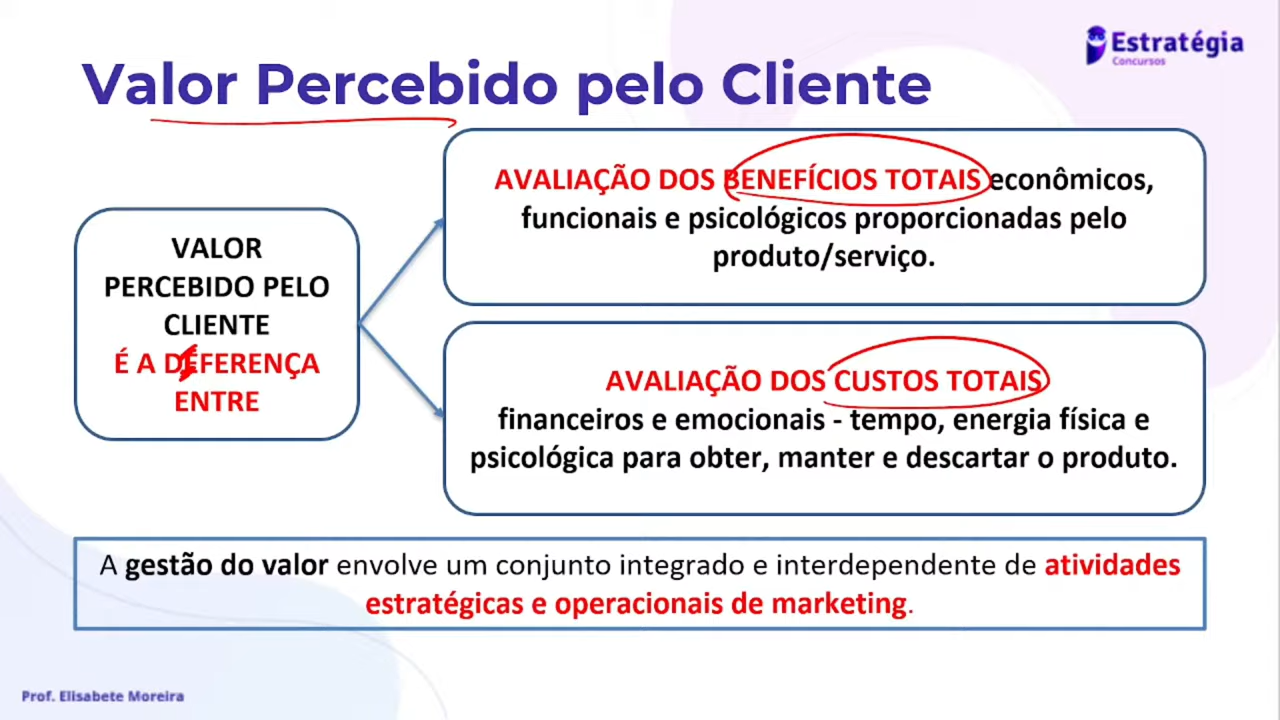 Estratégia
Concursos
Valor Percebido pelo Cliente
AVALIAÇÃO DOS BENEFÍCIOS TOTAIS econômicos,
funcionais e psicológicos proporcionadas pelo
produto/serviço.
VALOR
PERCEBIDO PELO
CLIENTE
É A DEFERENÇA
ENTRE
AVALIAÇÃO DOS CUSTOS TOTAIS
financeiros e emocionais - tempo, energia física e
psicológica para obter, manter e descartar o produto.
A gestão do valor envolve um conjunto integrado e interdependente de atividades
estratégicas e operacionais de marketing.
Prof. Elisabete Moreira